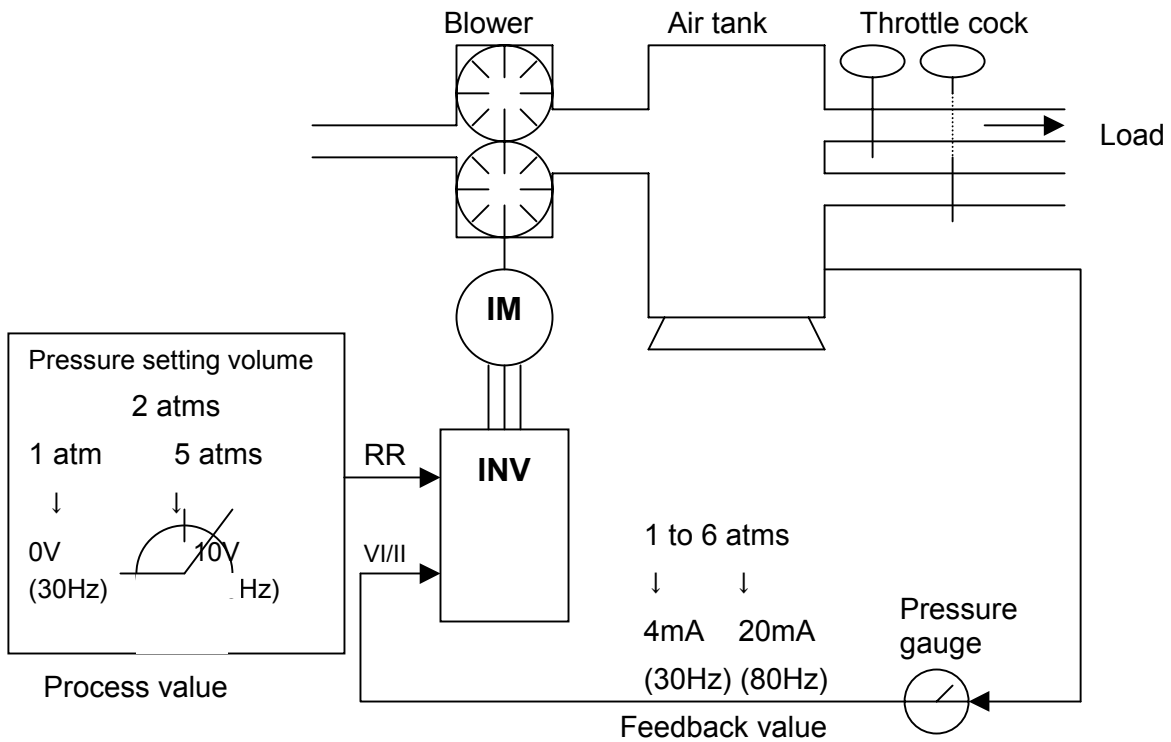 Blower
Air tank
Throttle cock
Load
IM
Pressure setting volume
2 atms
1 atm 5 atms
↓ ↓
0V 10V
(30Hz) Hz)
Process value
RR
VI/II
INV
1 to 6 atms
↓ ↓
4mA 20mA
(30Hz) (80Hz)
Feedback value
Pressure
gauge